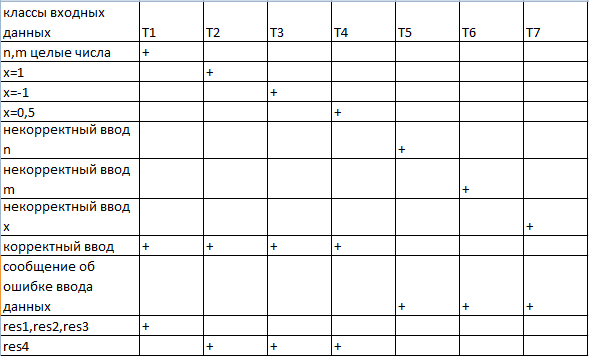 классы входных
данных T1 T2 T3 T4 T5 T6 T7
n,m целые числа +
x=1 +
x=-1 +
x=0,5 +
некорректный ввод
n +
некорректный ввод
m +
некорректный ввод
x +
корректный ввод + + + +
сообщение об
ошибке ввода
данных + + +
res1,res2,res3 +
res4 + + +